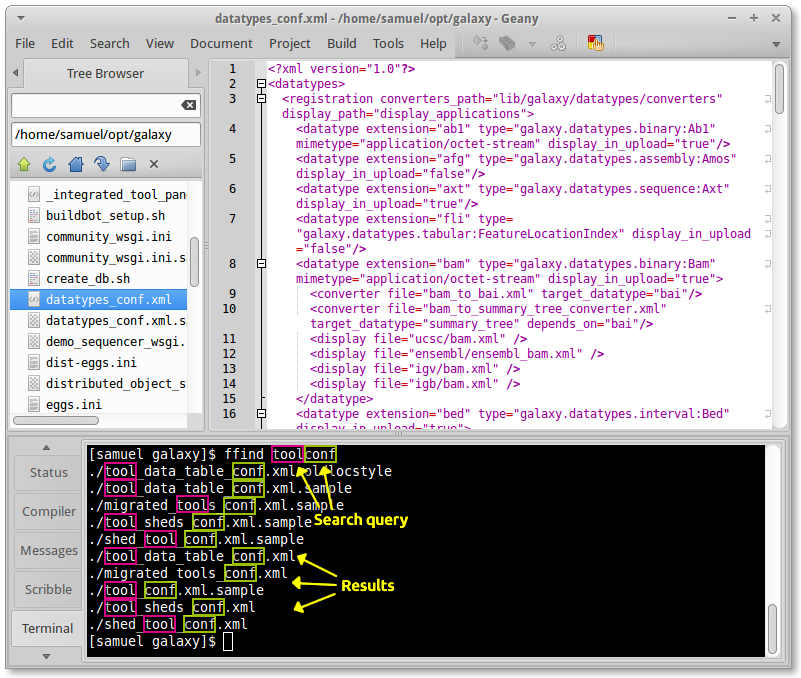 datatypes_conf.xml - /home/samuel/opt/galaxy - Geany
File Edit Search View Document Project Build Tools Help
Tree Browser
/home/samuel/opt/galaxy
_integrated_tool_pan
buildbot_setup.sh
community_wsgi.ini
community_wsgi.ini.s
create_db.sh
datatypes_conf.xml
datatypes_conf.xml.s
demo_sequencer_wsgi.
dist-eggs.ini
distributed_object_s
eggs.ini
1 <?xml version="1.0"?>
2 <datatypes>
3 <registration converters_path="lib/galaxy/datatypes/converters"
display_path="display_applications">
4 <datatype extension="ab1" type="galaxy.datatypes.binary:Ab1"
mimetype="application/octet-stream" display_in_upload="true"/>
5 <datatype extension="afg" type="galaxy.datatypes.assembly:Amos"
display_in_upload="false"/>
6 <datatype extension="axt" type="galaxy.datatypes.sequence:Axt"
display_in_upload="true"/>
7 <datatype extension="fli" type=
"galaxy.datatypes.tabular:FeatureLocationIndex" display_in_upload
="false"/>
8 <datatype extension="bam" type="galaxy.datatypes.binary:Bam"
mimetype="application/octet-stream" display_in_upload="true">
9 <converter file="bam_to_bai.xml" target_datatype="bai"/>
10 <converter file="bam_to_summary_tree_converter.xml"
target_datatype="summary_tree" depends_on="bai"/>
11 <display file="ucsc/bam.xml" />
12 <display file="ensembl/ensembl_bam.xml" />
13 <display file="igv/bam.xml" />
14 <display file="igb/bam.xml" />
15 </datatype>
16 <datatype extension="bed" type="galaxy.datatypes.interval:Bed"
display_in_upload="true">
Status
Compiler
Messages
Scribble
Terminal
[samuel galaxy]$ ffind toolconf
./tool_data_table_conf.xml.oldlocstyle
./tool_data_table_conf.xml.sample
./migrated_tools_conf.xml.sample
./tool_sheds_conf.xml.sample
./shed_tool_conf.xml.sample
./tool_data_table_conf.xml
./migrated_tools_conf.xml
./tool_conf.xml.sample
./tool_sheds_conf.xml
./shed_tool_conf.xml
[samuel galaxy]$
Search query
Results